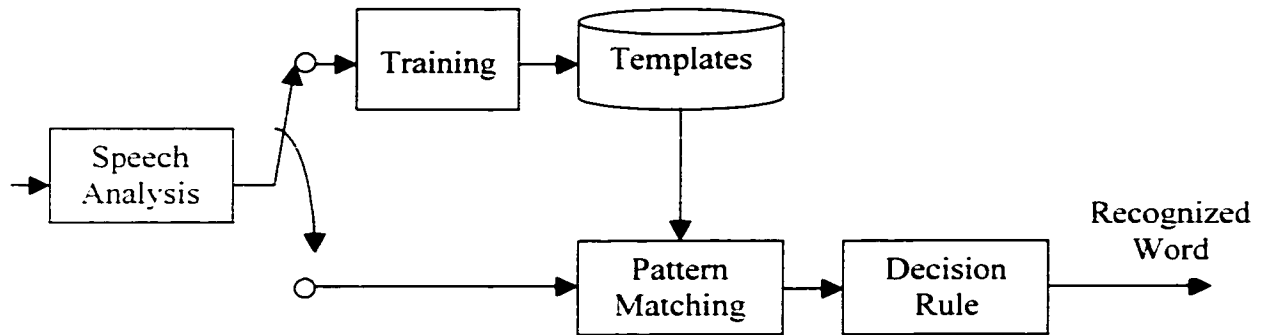 Training
Templates
Speech
Analysis
Pattern
Matching
Decision
Rule
Recognized
Word